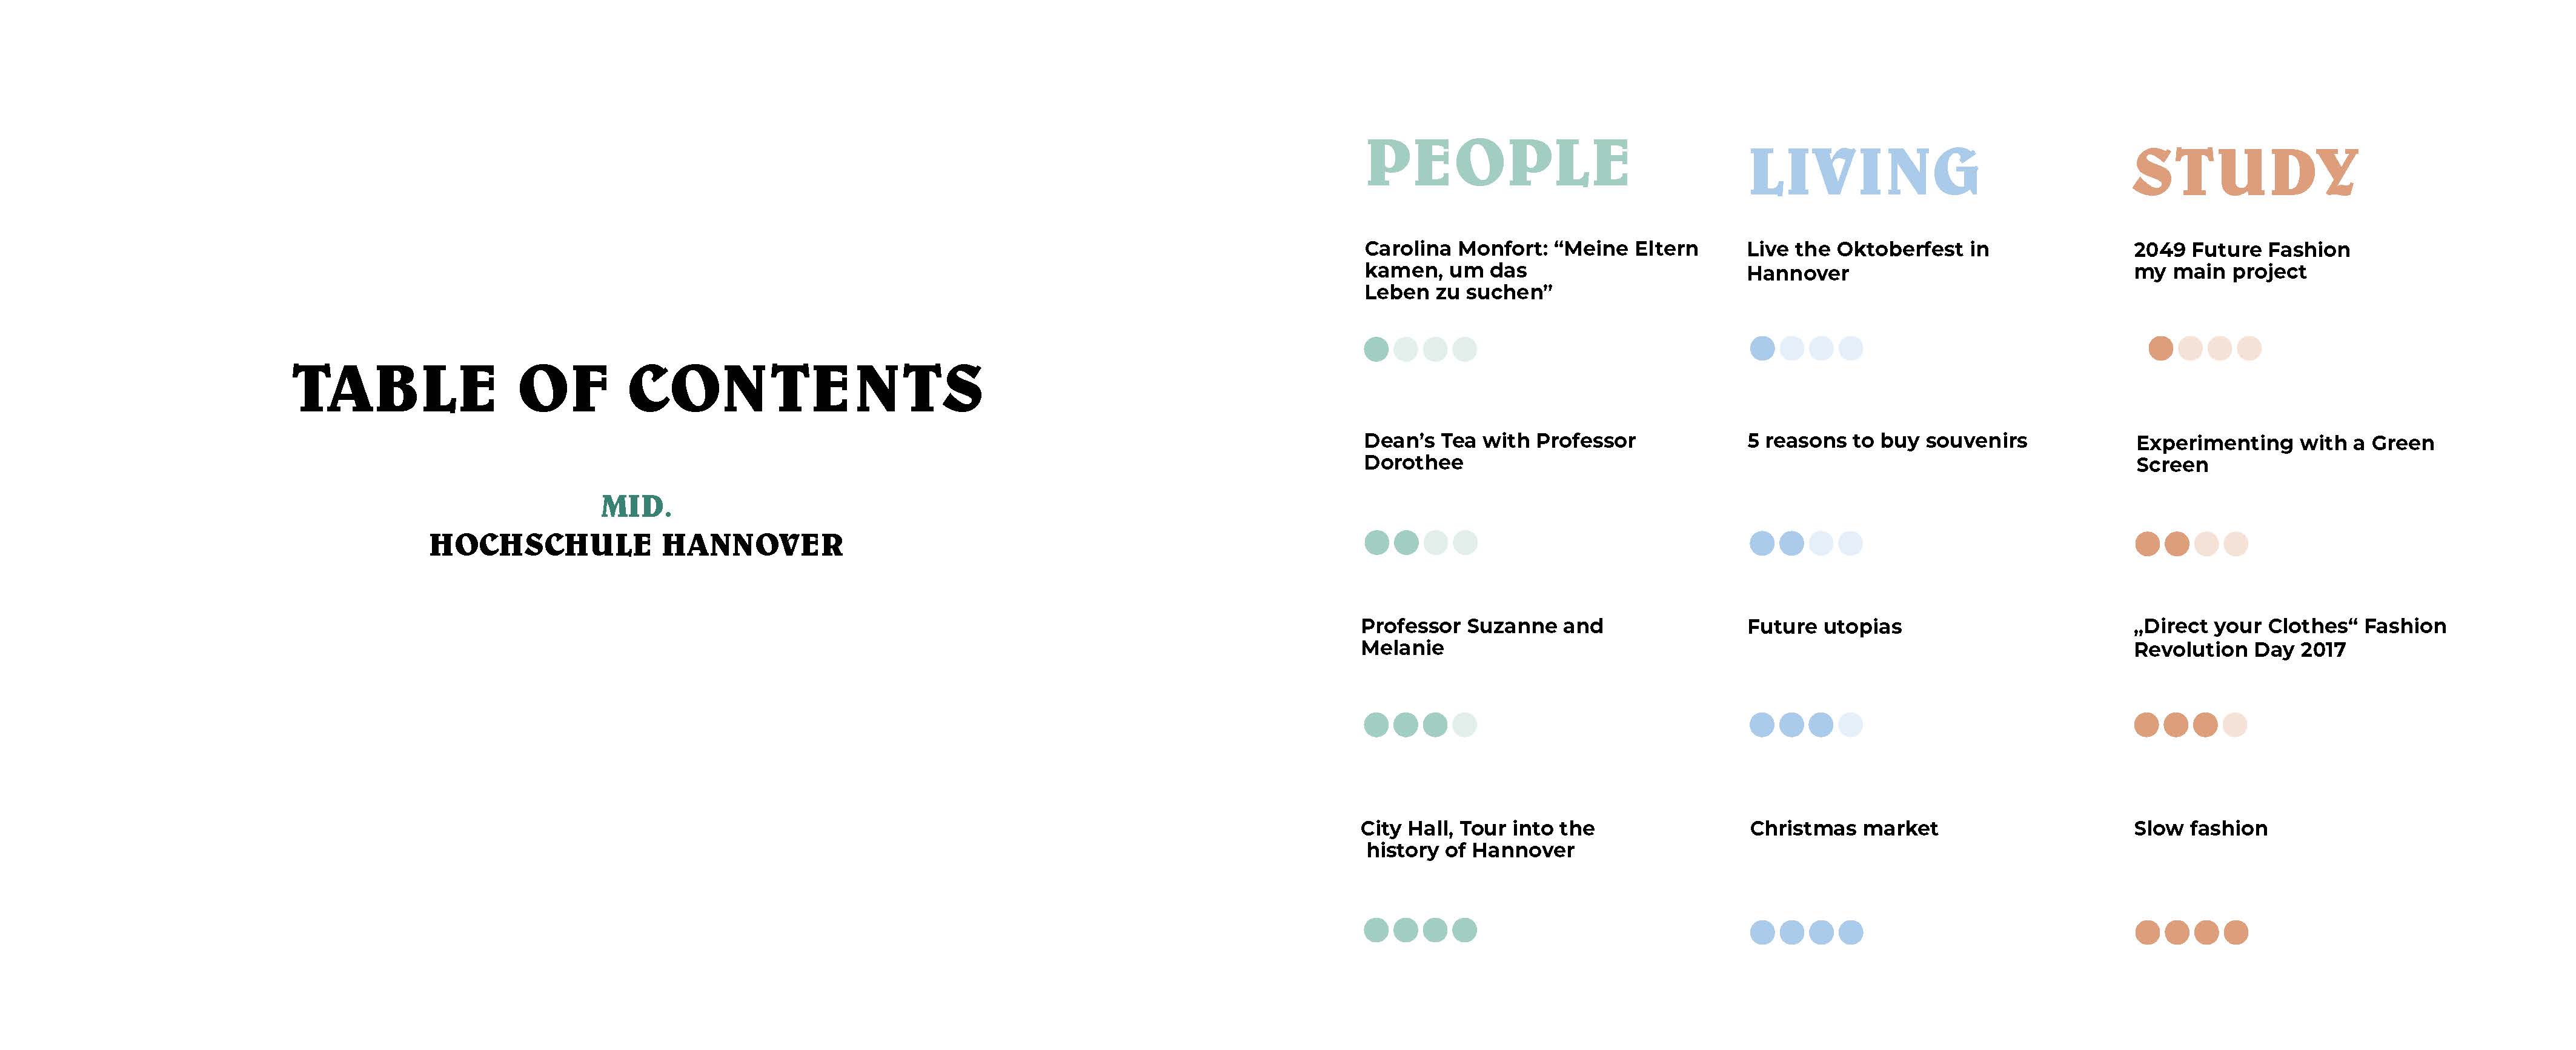 TABLE OF CONTENTS
MID.
HOCHSCHULE HANNOVER
PEOPLE
Carolina Monfort: “Meine Eltern
kamen, um das
Leben zu suchen”
Dean’s Tea with Professor
Dorothee
Professor Suzanne and
Melanie
City Hall, Tour into the
history of Hannover
LIVING
Live the Oktoberfest in
Hannover
5 reasons to buy souvenirs
Future utopias
Christmas market
STUDY
2049 Future Fashion
my main project
Experimenting with a Green
Screen
„Direct your Clothes“ Fashion
Revolution Day 2017
Slow fashion